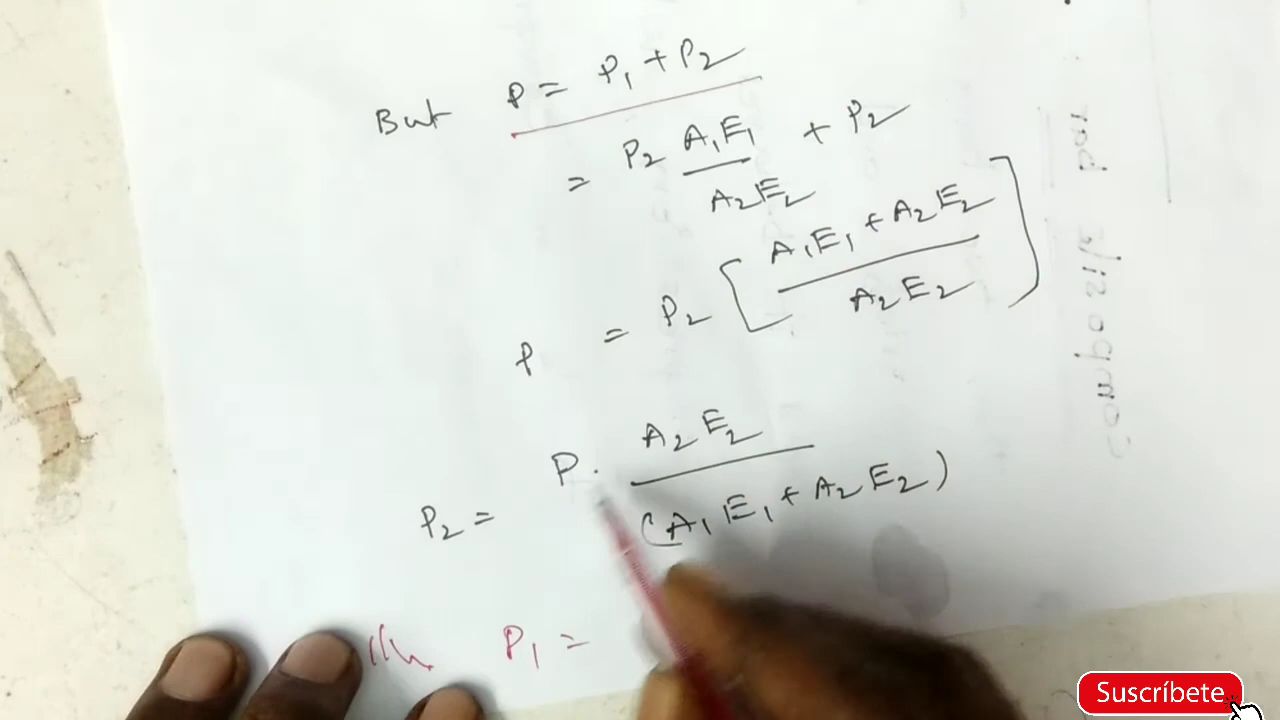 But P = P₁ + P₂
= P₂ A₁E₁ / A₂E₂ + P₂
P = P₂ [ A₁E₁ + A₂E₂ / A₂E₂ ]
P₂ = P. A₂E₂ / (A₁E₁ + A₂E₂)
P₁ =
Suscríbete